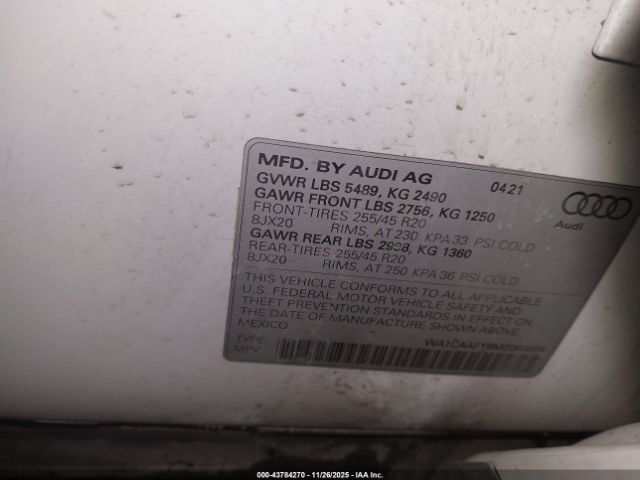 MFD. BY AUDI AG 0421
GVWR LBS 5489, KG 2490
GAWR FRONT LBS 2756, KG 1250
FRONT-TIRES 255/45 R20
8JX20 RIMS, AT 230 KPA 33 PSI COLD
GAWR REAR LBS 2998, KG 1360
REAR-TIRES 255/45 R20
8JX20 RIMS, AT 250 KPA 36 PSI COLD
Audi
THIS VEHICLE CONFORMS TO ALL APPLICABLE
U.S. FEDERAL MOTOR VEHICLE SAFETY AND
THEFT PREVENTION STANDARDS IN EFFECT ON
THE DATE OF MANUFACTURE SHOWN ABOVE.
MEXICO
TYPE:
MPV
000-43784270 - 11/26/2025 - IAA Inc.